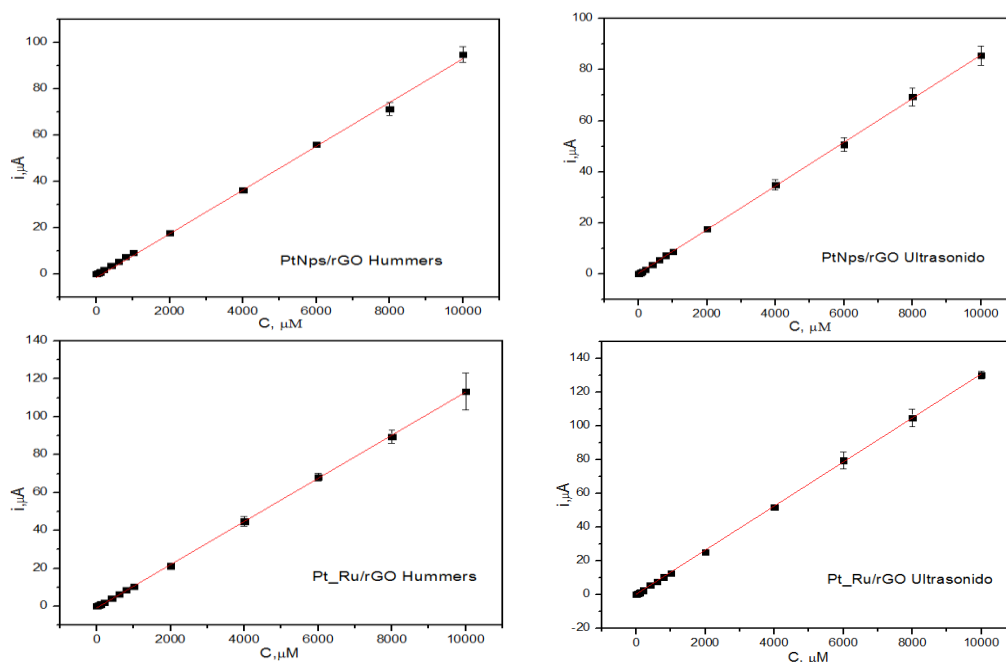 100
80
60
40
20
0
i,μA
0 2000 4000 6000 8000 10000
C, μM
PtNps/rGO Hummers
100
80
60
40
20
0
i,μA
0 2000 4000 6000 8000 10000
C, μM
PtNps/rGO Ultrasonido
140
120
100
80
60
40
20
0
i,μA
0 2000 4000 6000 8000 10000
C,μM
Pt_Ru/rGO Hummers
140
120
100
80
60
40
20
0
-20
i,μA
0 2000 4000 6000 8000 10000
C, μM
Pt_Ru/rGO Ultrasonido